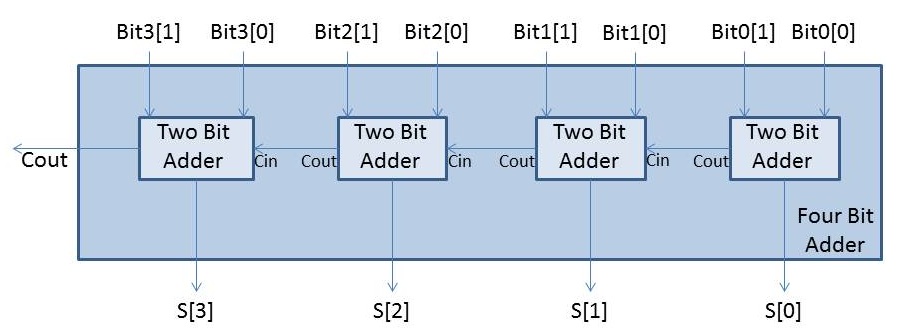 Bit3[1] Bit3[0] Bit2[1] Bit2[0] Bit1[1] Bit1[0] Bit0[1] Bit0[0]
Two Bit Two Bit Two Bit Two Bit
Adder Adder Adder Adder
Cout Cin Cout Cin Cout Cin Cout
Four Bit
Adder
S[3] S[2] S[1] S[0]